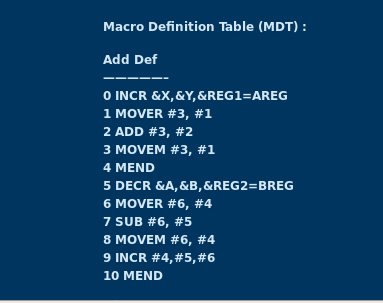 Macro Definition Table (MDT) :
Add Def
——————–
0 INCR &X,&Y,&REG1=AREG
1 MOVER #3, #1
2 ADD #3, #2
3 MOVEM #3, #1
4 MEND
5 DECR &A,&B,&REG2=BREG
6 MOVER #6, #4
7 SUB #6, #5
8 MOVEM #6, #4
9 INCR #4,#5,#6
10 MEND